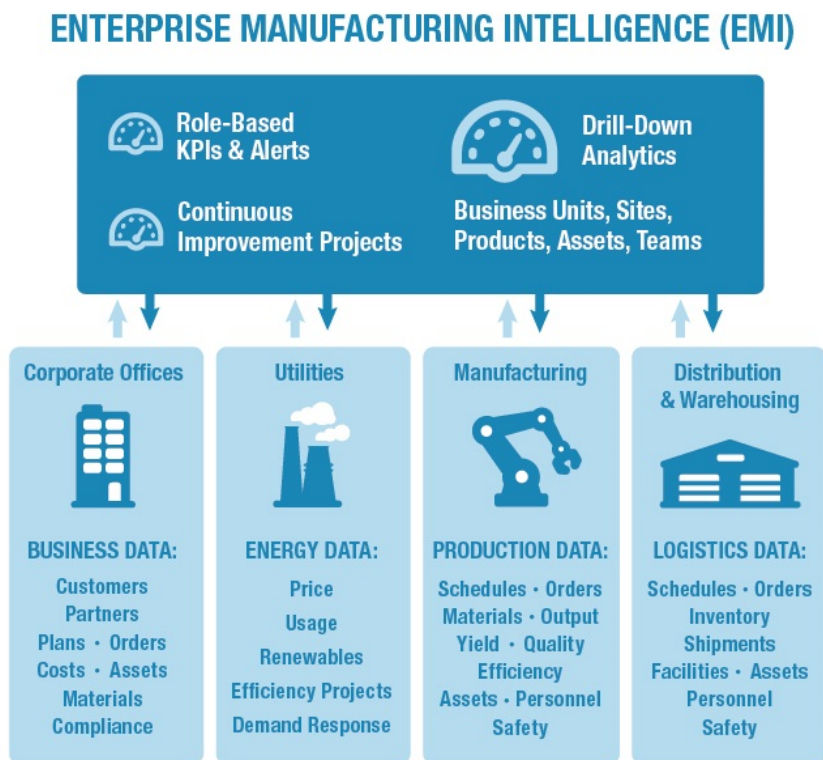 ENTERPRISE MANUFACTURING INTELLIGENCE (EMI)
Role-Based
KPIs & Alerts
Continuous
Improvement Projects
Drill-Down
Analytics
Business Units, Sites,
Products, Assets, Teams
Corporate Offices
BUSINESS DATA:
Customers
Partners
Plans • Orders
Costs • Assets
Materials
Compliance
Utilities
ENERGY DATA:
Price
Usage
Renewables
Efficiency Projects
Demand Response
Manufacturing
PRODUCTION DATA:
Schedules • Orders
Materials • Output
Yield • Quality
Efficiency
Assets • Personnel
Safety
Distribution
& Warehousing
LOGISTICS DATA:
Schedules • Orders
Inventory
Shipments
Facilities • Assets
Personnel
Safety